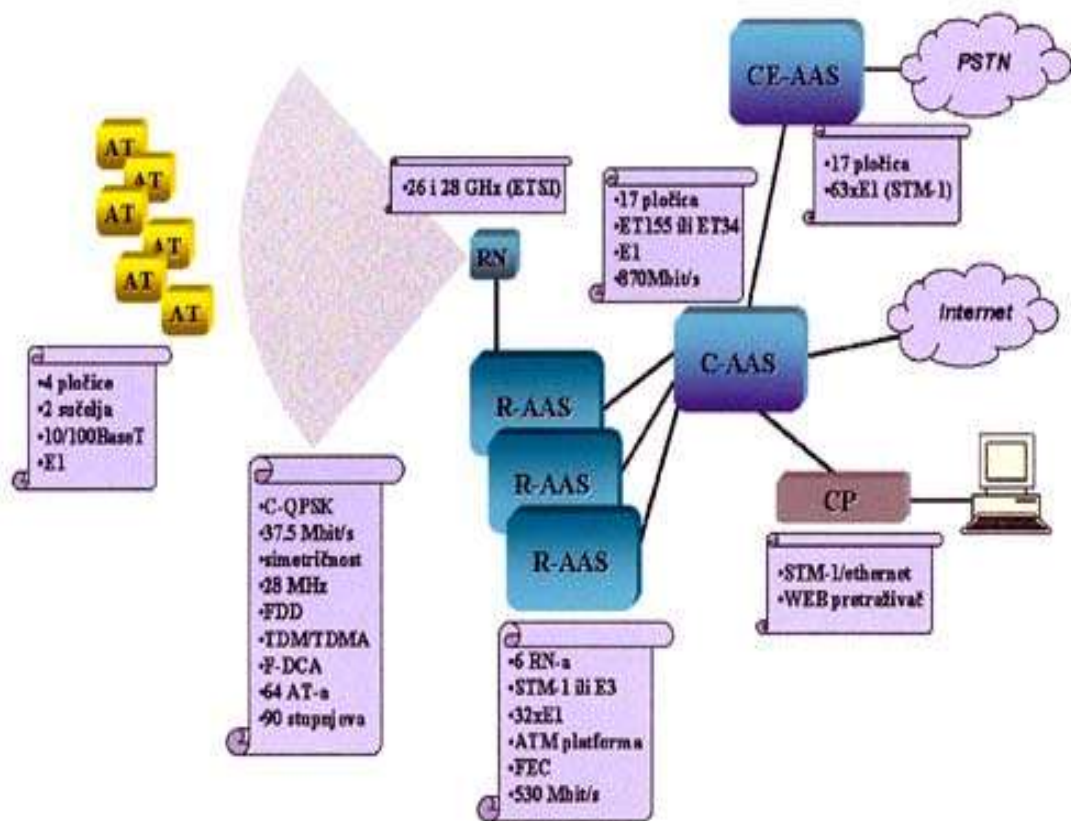 CE-AAS
PSTN
•17 pločica
•63xE1 (STM-1)
AT
AT
AT
AT
AT
AT
•26 i 28 GHz (ETSI)
RN
•17 pločica
•ET155 ili ET34
•E1
•870Mbit/s
Internet
C-AAS
R-AAS
R-AAS
R-AAS
CP
•4 pločice
•2 sučelja
•10/100BaseT
•E1
•C-QPSK
•37.5 Mbit/s
•simetričnost
•28 MHz
•FDD
•TDM/TDMA
•F-DCA
•64 AT-a
•90 stupnjeva
•6 RN-a
•STM-1 ili E3
•32xE1
•ATM platforma
•FEC
•530 Mbit/s
•STM-1/ethernet
•WEB pretraživač